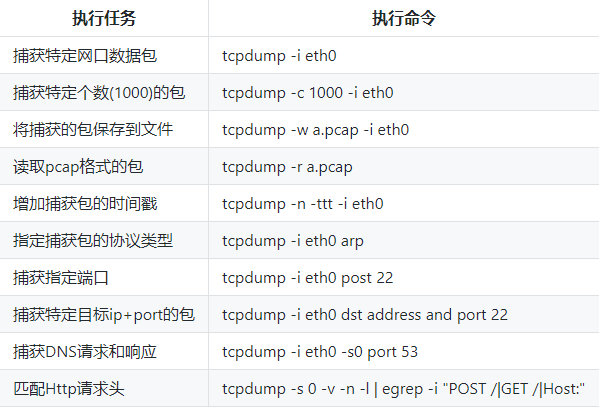 执行任务 执行命令
捕获特定网口数据包 tcpdump -i eth0
捕获特定个数(1000)的包 tcpdump -c 1000 -i eth0
将捕获的包保存到文件 tcpdump -w a.pcap -i eth0
读取pcap格式的包 tcpdump -r a.pcap
增加捕获包的时间戳 tcpdump -n -ttt -i eth0
指定捕获包的协议类型 tcpdump -i eth0 arp
捕获指定端口 tcpdump -i eth0 post 22
捕获特定目标ip+port的包 tcpdump -i eth0 dst address and port 22
捕获DNS请求和响应 tcpdump -i eth0 -s0 port 53
匹配Http请求头 tcpdump -s 0 -v -n -l | egrep -i "POST /|GET /|Host:"